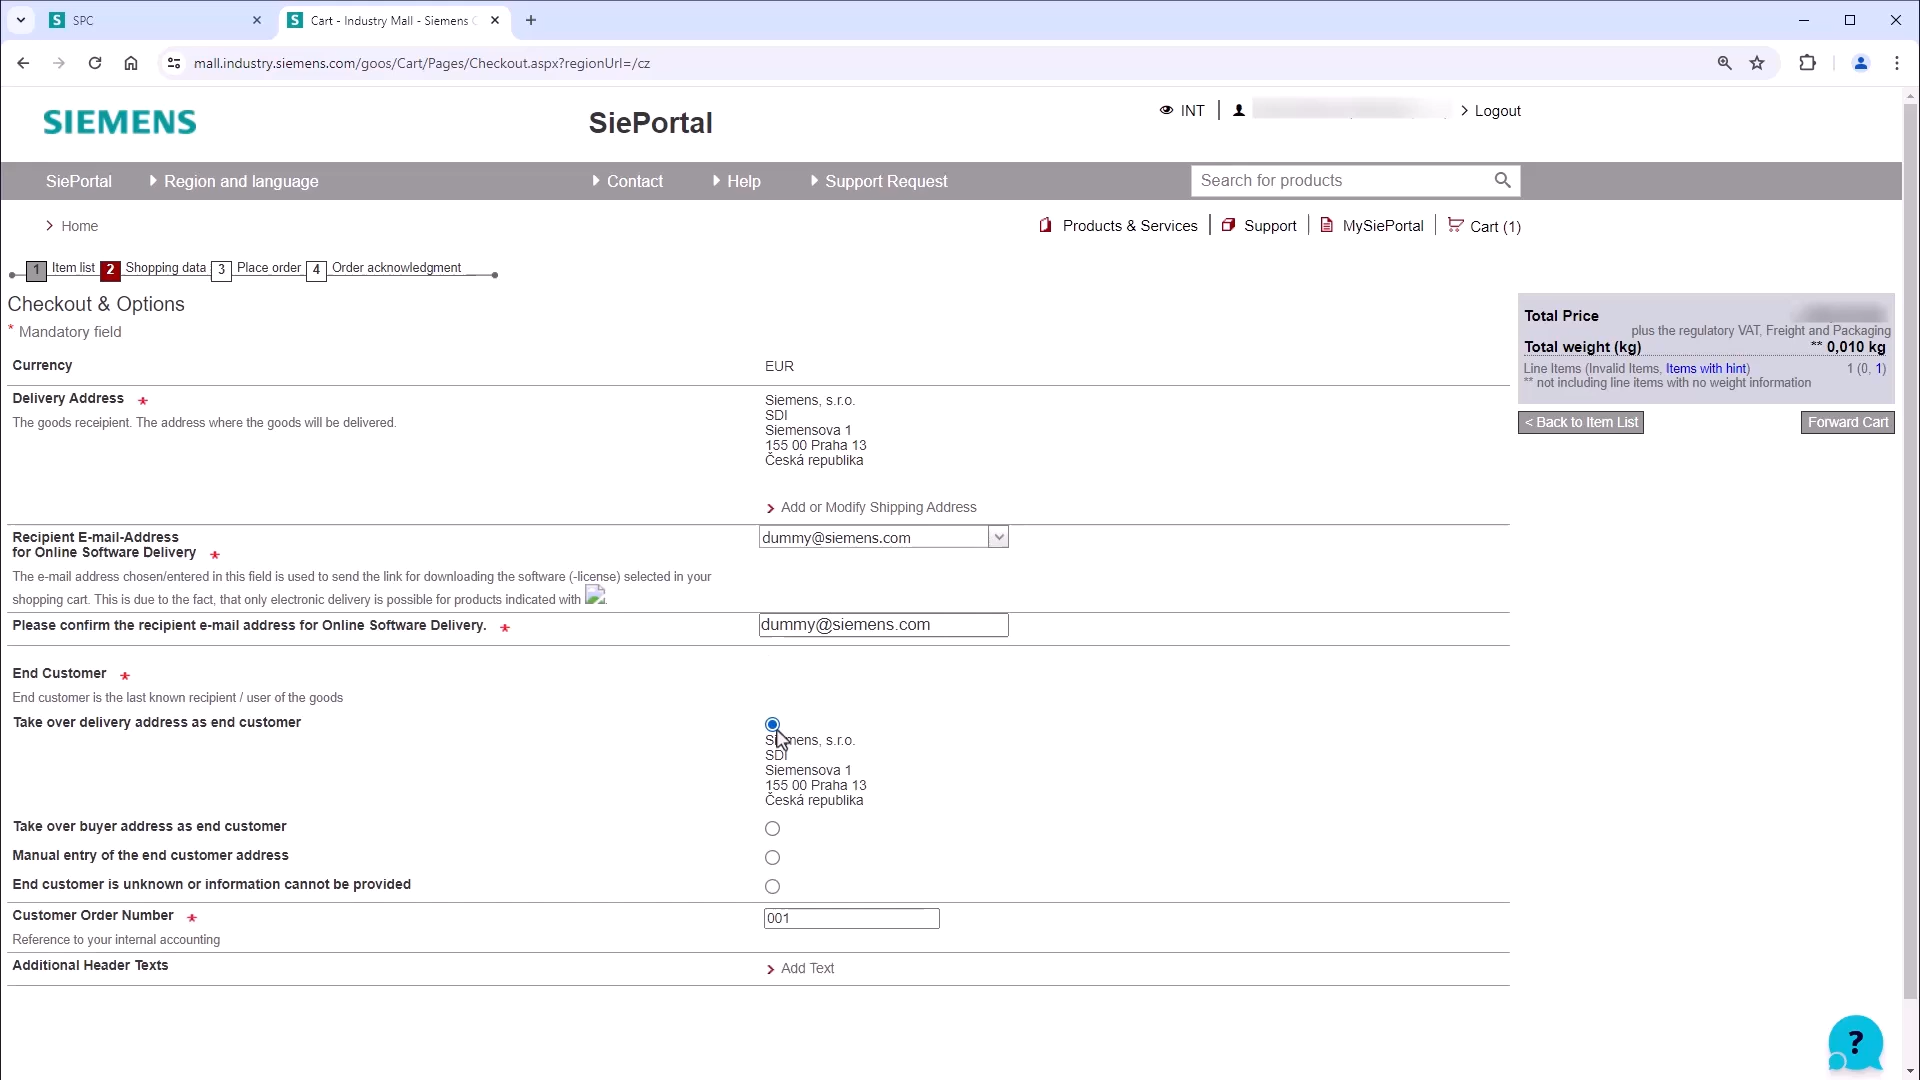 SPC
Cart - Industry Mall - Siemens
mall.industry.siemens.com/goos/Cart/Pages/Checkout.aspx?regionUrl=/cz
SIEMENS
SiePortal
INT
Logout
SiePortal
Region and language
Contact
Help
Support Request
Search for products
Home
Products & Services
Support
MySiePortal
Cart (1)
1 Item list 2 Shopping data 3 Place order 4 Order acknowledgment
Checkout & Options
* Mandatory field
Total Price
plus the regulatory VAT, Freight and Packaging
Total weight (kg) ** 0,010 kg
Line Items (Invalid Items, Items with hint) 1 (0, 1)
** not including line items with no weight information
< Back to Item List
Forward Cart
Currency
EUR
Delivery Address *
The goods receipient. The address where the goods will be delivered.
Siemens, s.r.o.
SDI
Siemensova 1
155 00 Praha 13
Česká republika
Add or Modify Shipping Address
Recipient E-mail-Address
for Online Software Delivery *
dummy@siemens.com
The e-mail address chosen/entered in this field is used to send the link for downloading the software (-license) selected in your
shopping cart. This is due to the fact, that only electronic delivery is possible for products indicated with .
Please confirm the recipient e-mail address for Online Software Delivery. *
dummy@siemens.com
End Customer *
End customer is the last known recipient / user of the goods
Take over delivery address as end customer
Siemens, s.r.o.
SDI
Siemensova 1
155 00 Praha 13
Česká republika
Take over buyer address as end customer
Manual entry of the end customer address
End customer is unknown or information cannot be provided
Customer Order Number *
001
Reference to your internal accounting
Additional Header Texts
Add Text
?